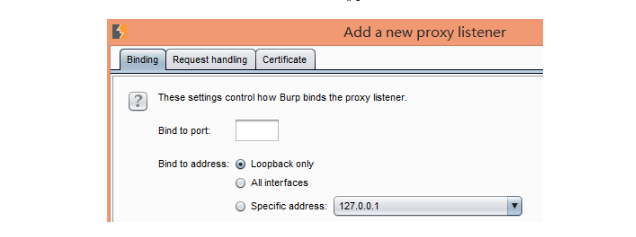 Add a new proxy listener
Binding Request handling Certificate
? These settings control how Burp binds the proxy listener.
Bind to port:
Bind to address: Loopback only
All interfaces
Specific address: 127.0.0.1